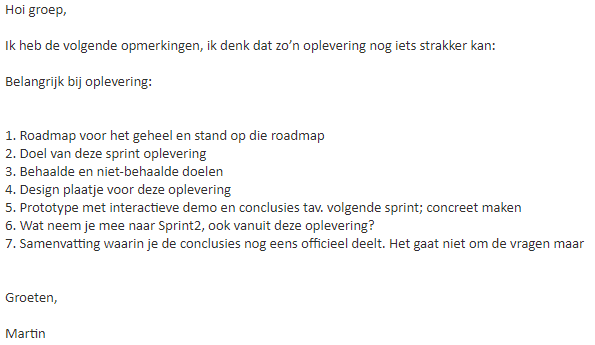 Hoi groep,
Ik heb de volgende opmerkingen, ik denk dat zo’n oplevering nog iets strakker kan:
Belangrijk bij oplevering:
1. Roadmap voor het geheel en stand op die roadmap
2. Doel van deze sprint oplevering
3. Behaalde en niet-behaalde doelen
4. Design plaatje voor deze oplevering
5. Prototype met interactieve demo en conclusies tav. volgende sprint; concreet maken
6. Wat neem je mee naar Sprint2, ook vanuit deze oplevering?
7. Samenvatting waarin je de conclusies nog eens officieel deelt. Het gaat niet om de vragen maar
Groeten,
Martin